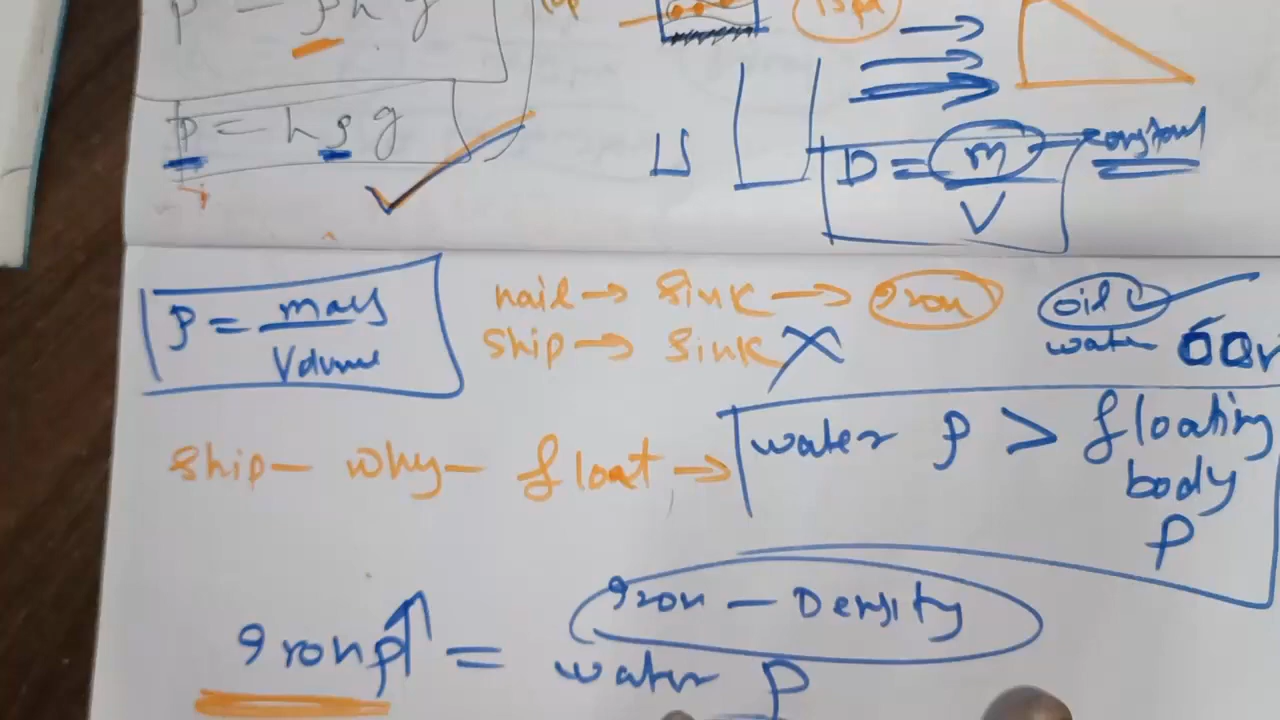 P = ρhg
P = hρg
D = m/V → constant
ρ = mass/Volume
nail → sink → iron
ship → sink ✗
oil
water
ship – why – float → water ρ > floating body ρ
iron – Density
iron ρ↑ =
water ρ